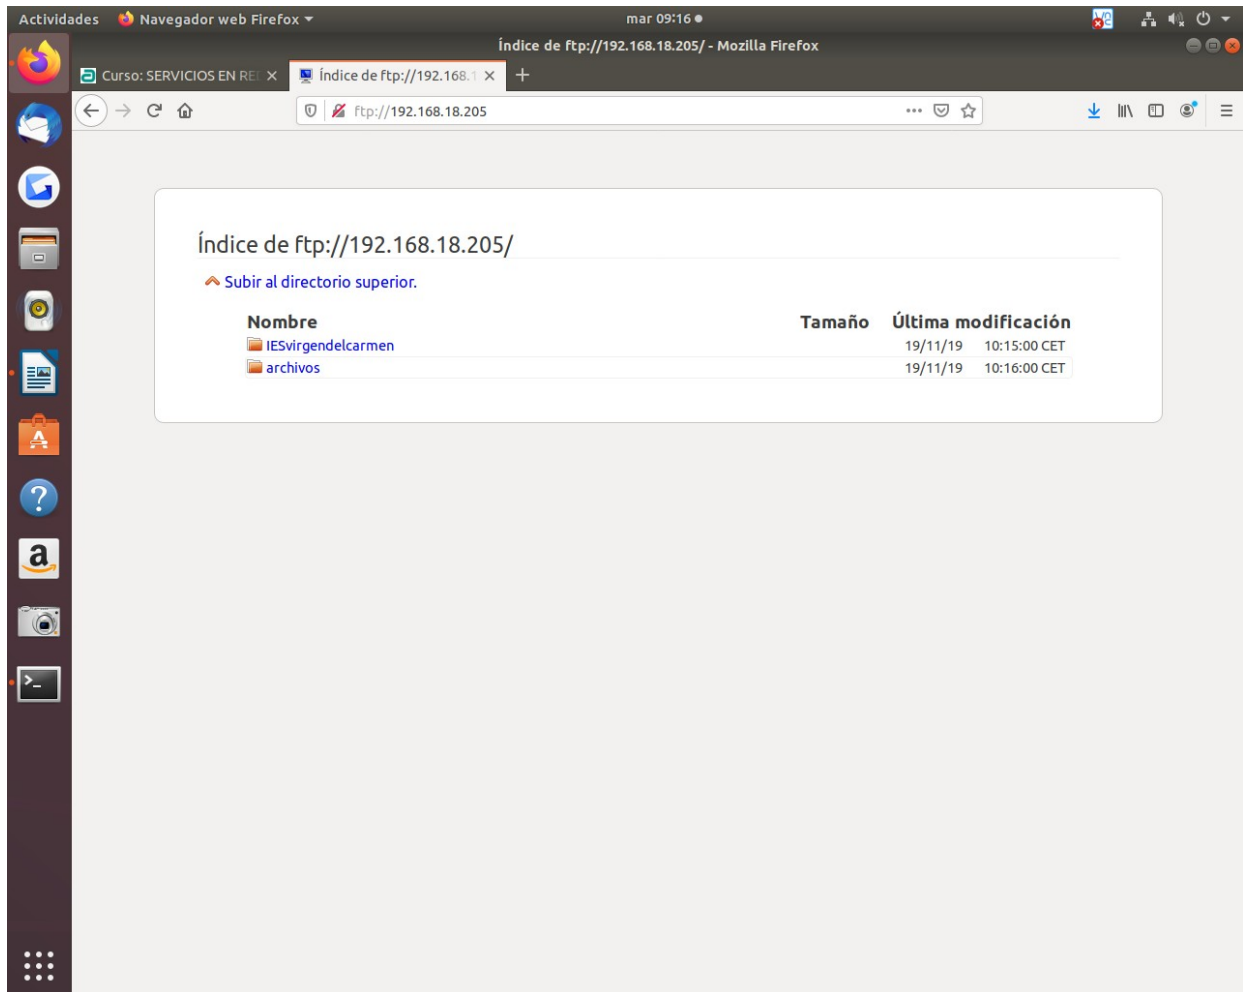 Actividades Navegador web Firefox mar 09:16
Índice de ftp://192.168.18.205/ - Mozilla Firefox
Curso: SERVICIOS EN RED Índice de ftp://192.168.1
ftp://192.168.18.205
Índice de ftp://192.168.18.205/
Subir al directorio superior.
Nombre Tamaño Última modificación
IESvirgendelcarmen 19/11/19 10:15:00 CET
archivos 19/11/19 10:16:00 CET